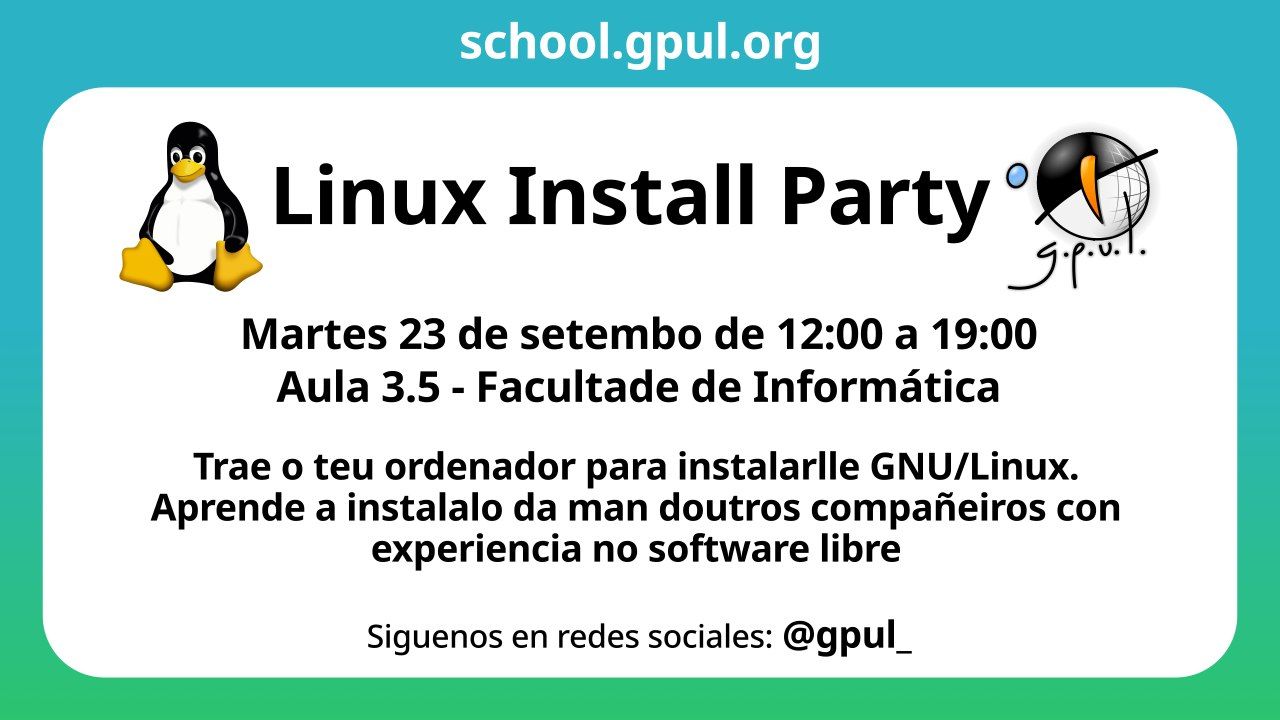 school.gpul.org
Linux Install Party
g.p.u.l.
Martes 23 de setembo de 12:00 a 19:00
Aula 3.5 - Facultade de Informática
Trae o teu ordenador para instalarlle GNU/Linux.
Aprende a instalalo da man doutros compañeiros con
experiencia no software libre
Siguenos en redes sociales: @gpul_